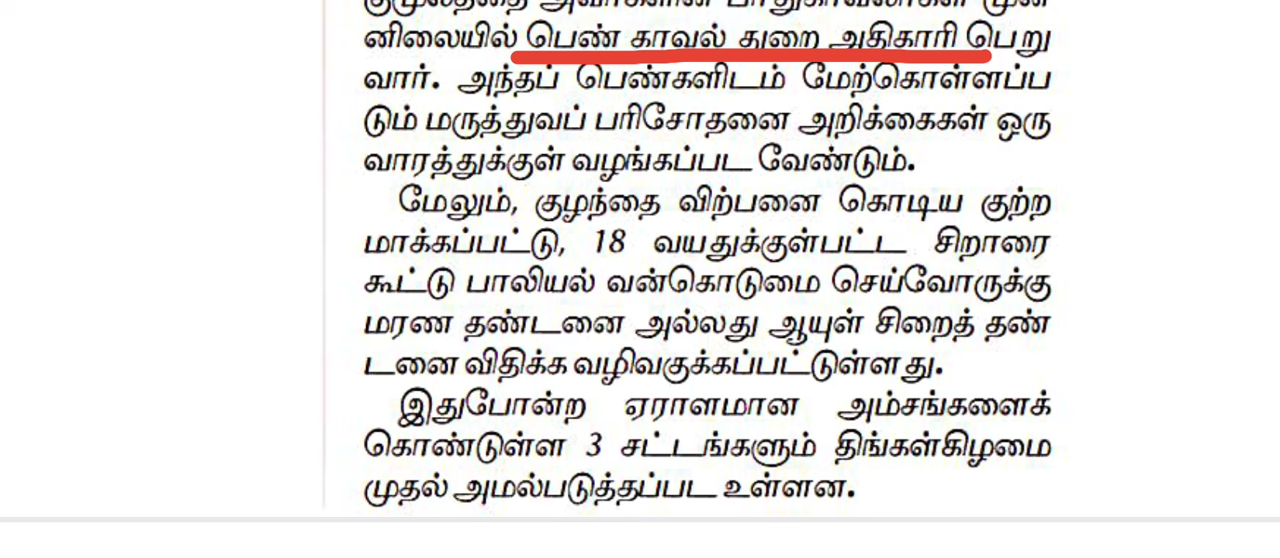 னிலையில் பெண் காவல் துறை அதிகாரி பெறு
வார். அந்தப் பெண்களிடம் மேற்கொள்ளப்ப
டும் மருத்துவப் பரிசோதனை அறிக்கைகள் ஒரு
வாரத்துக்குள் வழங்கப்பட வேண்டும்.
மேலும், குழந்தை விற்பனை கொடிய குற்ற
மாக்கப்பட்டு, 18 வயதுக்குள்பட்ட சிறாரை
கூட்டு பாலியல் வன்கொடுமை செய்வோருக்கு
மரண தண்டனை அல்லது ஆயுள் சிறைத் தண்
டனை விதிக்க வழிவகுக்கப்பட்டுள்ளது.
இதுபோன்ற ஏராளமான அம்சங்களைக்
கொண்டுள்ள 3 சட்டங்களும் திங்கள்கிழமை
முதல் அமல்படுத்தப்பட உள்ளன.